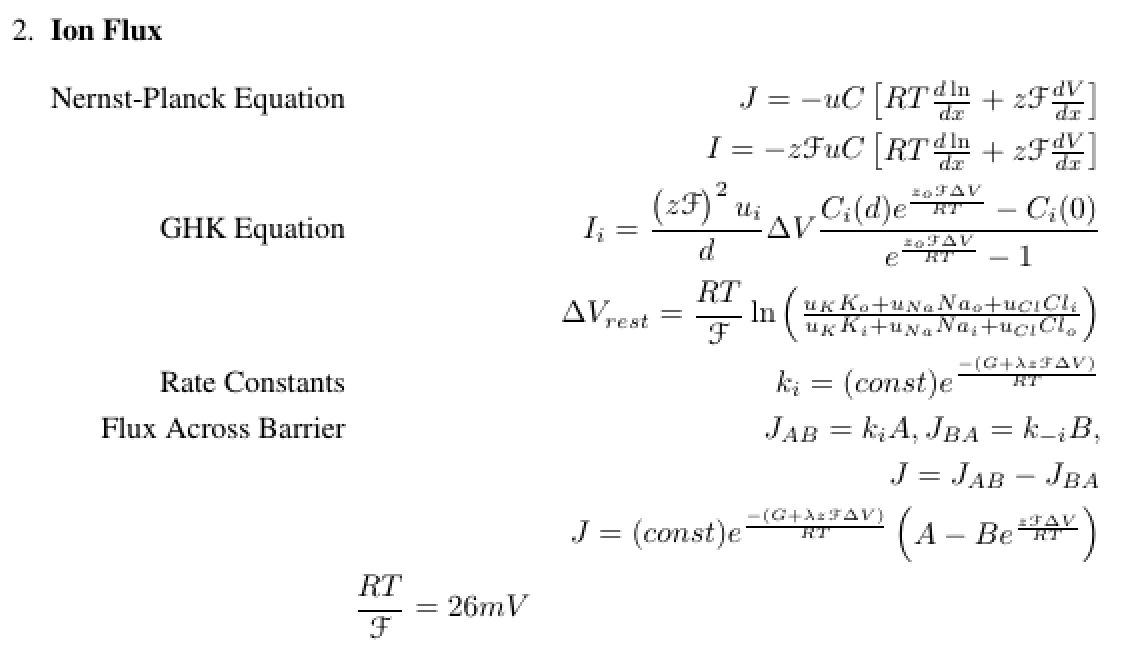 2. Ion Flux
Nernst-Planck Equation J = −uC [RT d ln/dx + zℱ dV/dx]
I = −zℱuC [RT d ln/dx + zℱ dV/dx]
GHK Equation I_i = (zℱ)^2 u_i/d ΔV (C_i(d)e^(z_oℱΔV/RT) − C_i(0))/(e^(z_oℱΔV/RT) − 1)
ΔV_rest = RT/ℱ ln((u_K K_o+u_Na Na_o+u_Cl Cl_i)/(u_K K_i+u_Na Na_i+u_Cl Cl_o))
Rate Constants k_i = (const)e^(−(G+λzℱΔV)/RT)
Flux Across Barrier J_AB = k_i A, J_BA = k_−i B,
J = J_AB − J_BA
J = (const)e^(−(G+λzℱΔV)/RT) (A − Be^(zℱΔV/RT))
RT/ℱ = 26mV